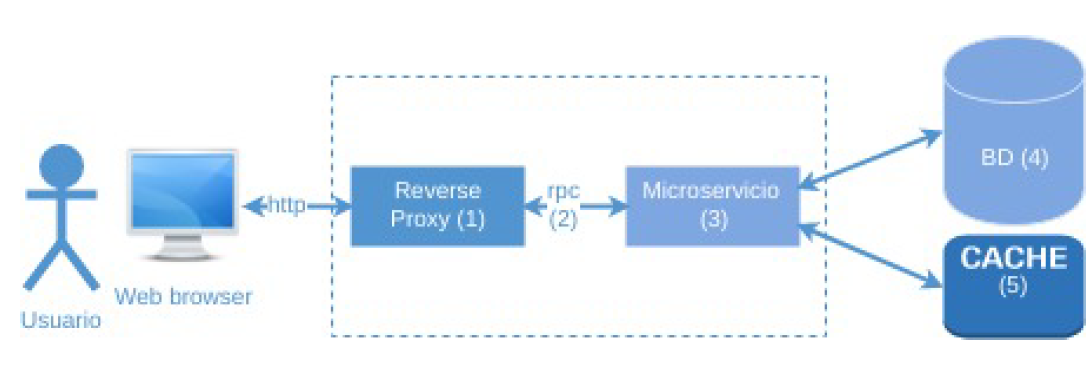 Usuario
Web browser
http
Reverse
Proxy (1)
rpc
(2)
Microservicio
(3)
BD (4)
CACHE
(5)